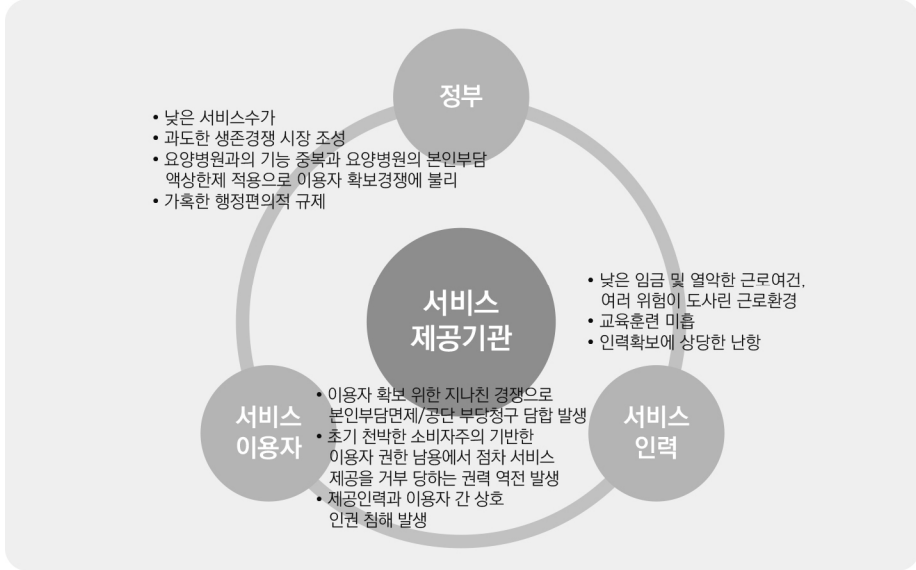 정부
• 낮은 서비스수가
• 과도한 생존경쟁 시장 조성
• 요양병원과의 기능 중복과 요양병원의 본인부담
액상한제 적용으로 이용자 확보경쟁에 불리
• 가혹한 행정편의적 규제
서비스
제공기관
• 낮은 임금 및 열악한 근로여건,
여러 위험이 도사린 근로환경
• 교육훈련 미흡
• 인력확보에 상당한 난항
서비스
이용자
• 이용자 확보 위한 지나친 경쟁으로
본인부담면제/공단 부당청구 담합 발생
• 초기 천박한 소비자주의 기반한
이용자 권한 남용에서 점차 서비스
제공을 거부 당하는 권력 역전 발생
• 제공인력과 이용자 간 상호
인권 침해 발생
서비스
인력